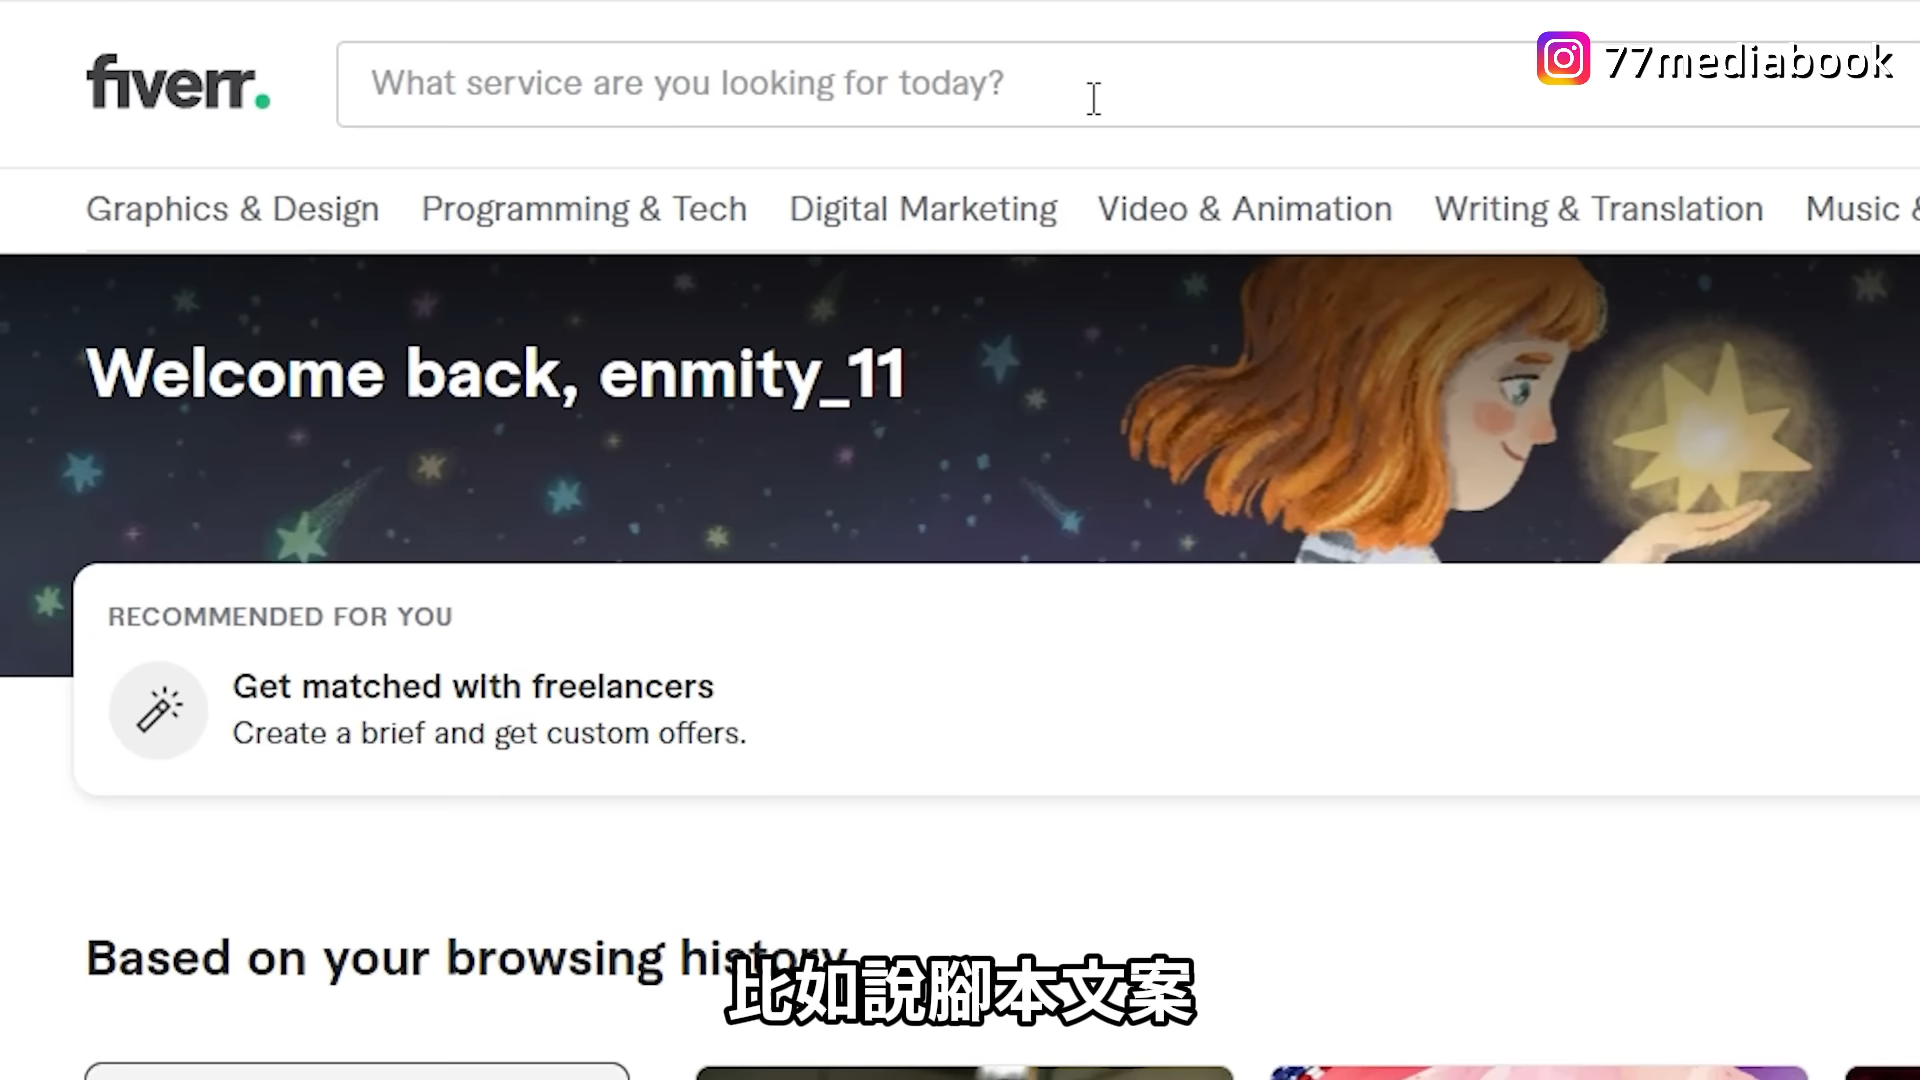 fiverr.
What service are you looking for today?
77mediabook
Graphics & Design Programming & Tech Digital Marketing Video & Animation Writing & Translation Music &
Welcome back, enmity_11
RECOMMENDED FOR YOU
Get matched with freelancers
Create a brief and get custom offers.
Based on your browsing history
比如說腳本文案